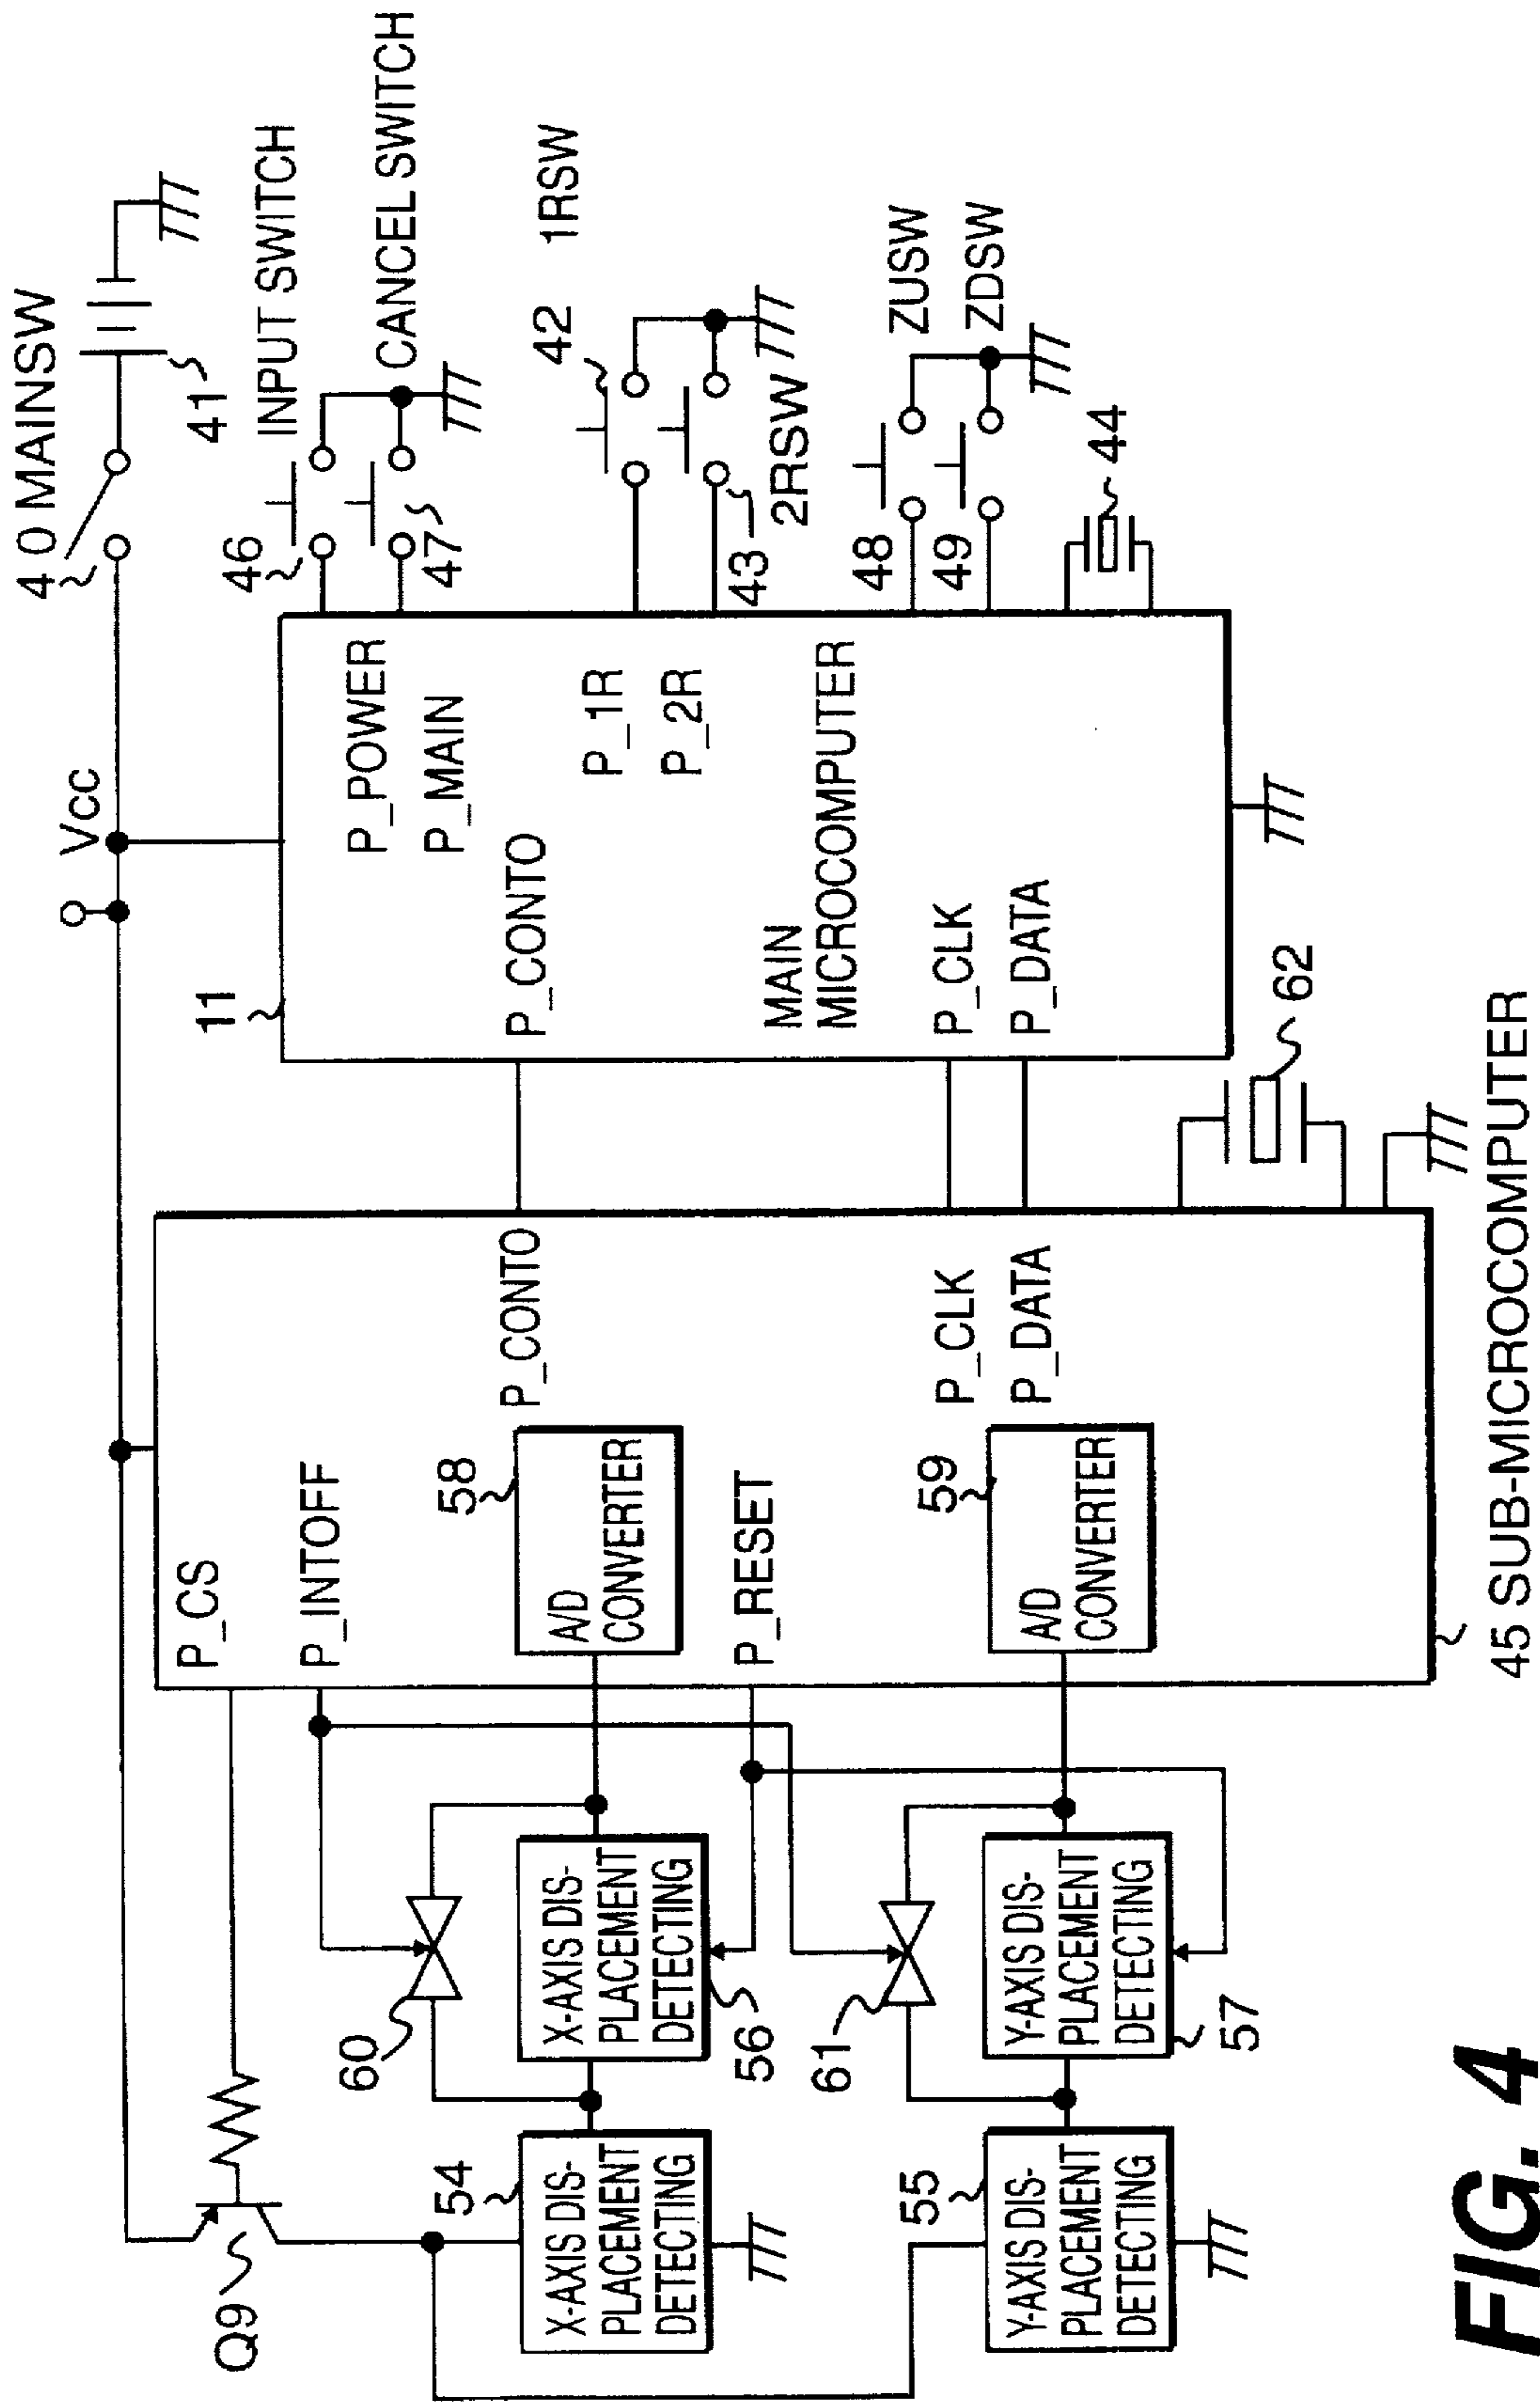 4 0 MAINSW
41
Vcc
INPUT SWITCH
46
CANCEL SWITCH
47
42
1RSW
43
2RSW
ZUSW
48
ZDSW
49
44
11
P_POWER
P_MAIN
P_1R
P_2R
P_CONTO
MAIN
MICROCOMPUTER
P_CLK
P_DATA
62
P_CS
P_INTOFF
P_CONTO
58
A/D
CONVERTER
P_RESET
P_CLK
P_DATA
59
A/D
CONVERTER
45 SUB-MICROCOMPUTER
Q9
60
54
X-AXIS DIS-
PLACEMENT
DETECTING
X-AXIS DIS-
PLACEMENT
DETECTING
56
61
55
Y-AXIS DIS-
PLACEMENT
DETECTING
Y-AXIS DIS-
PLACEMENT
DETECTING
57
FIG. 4